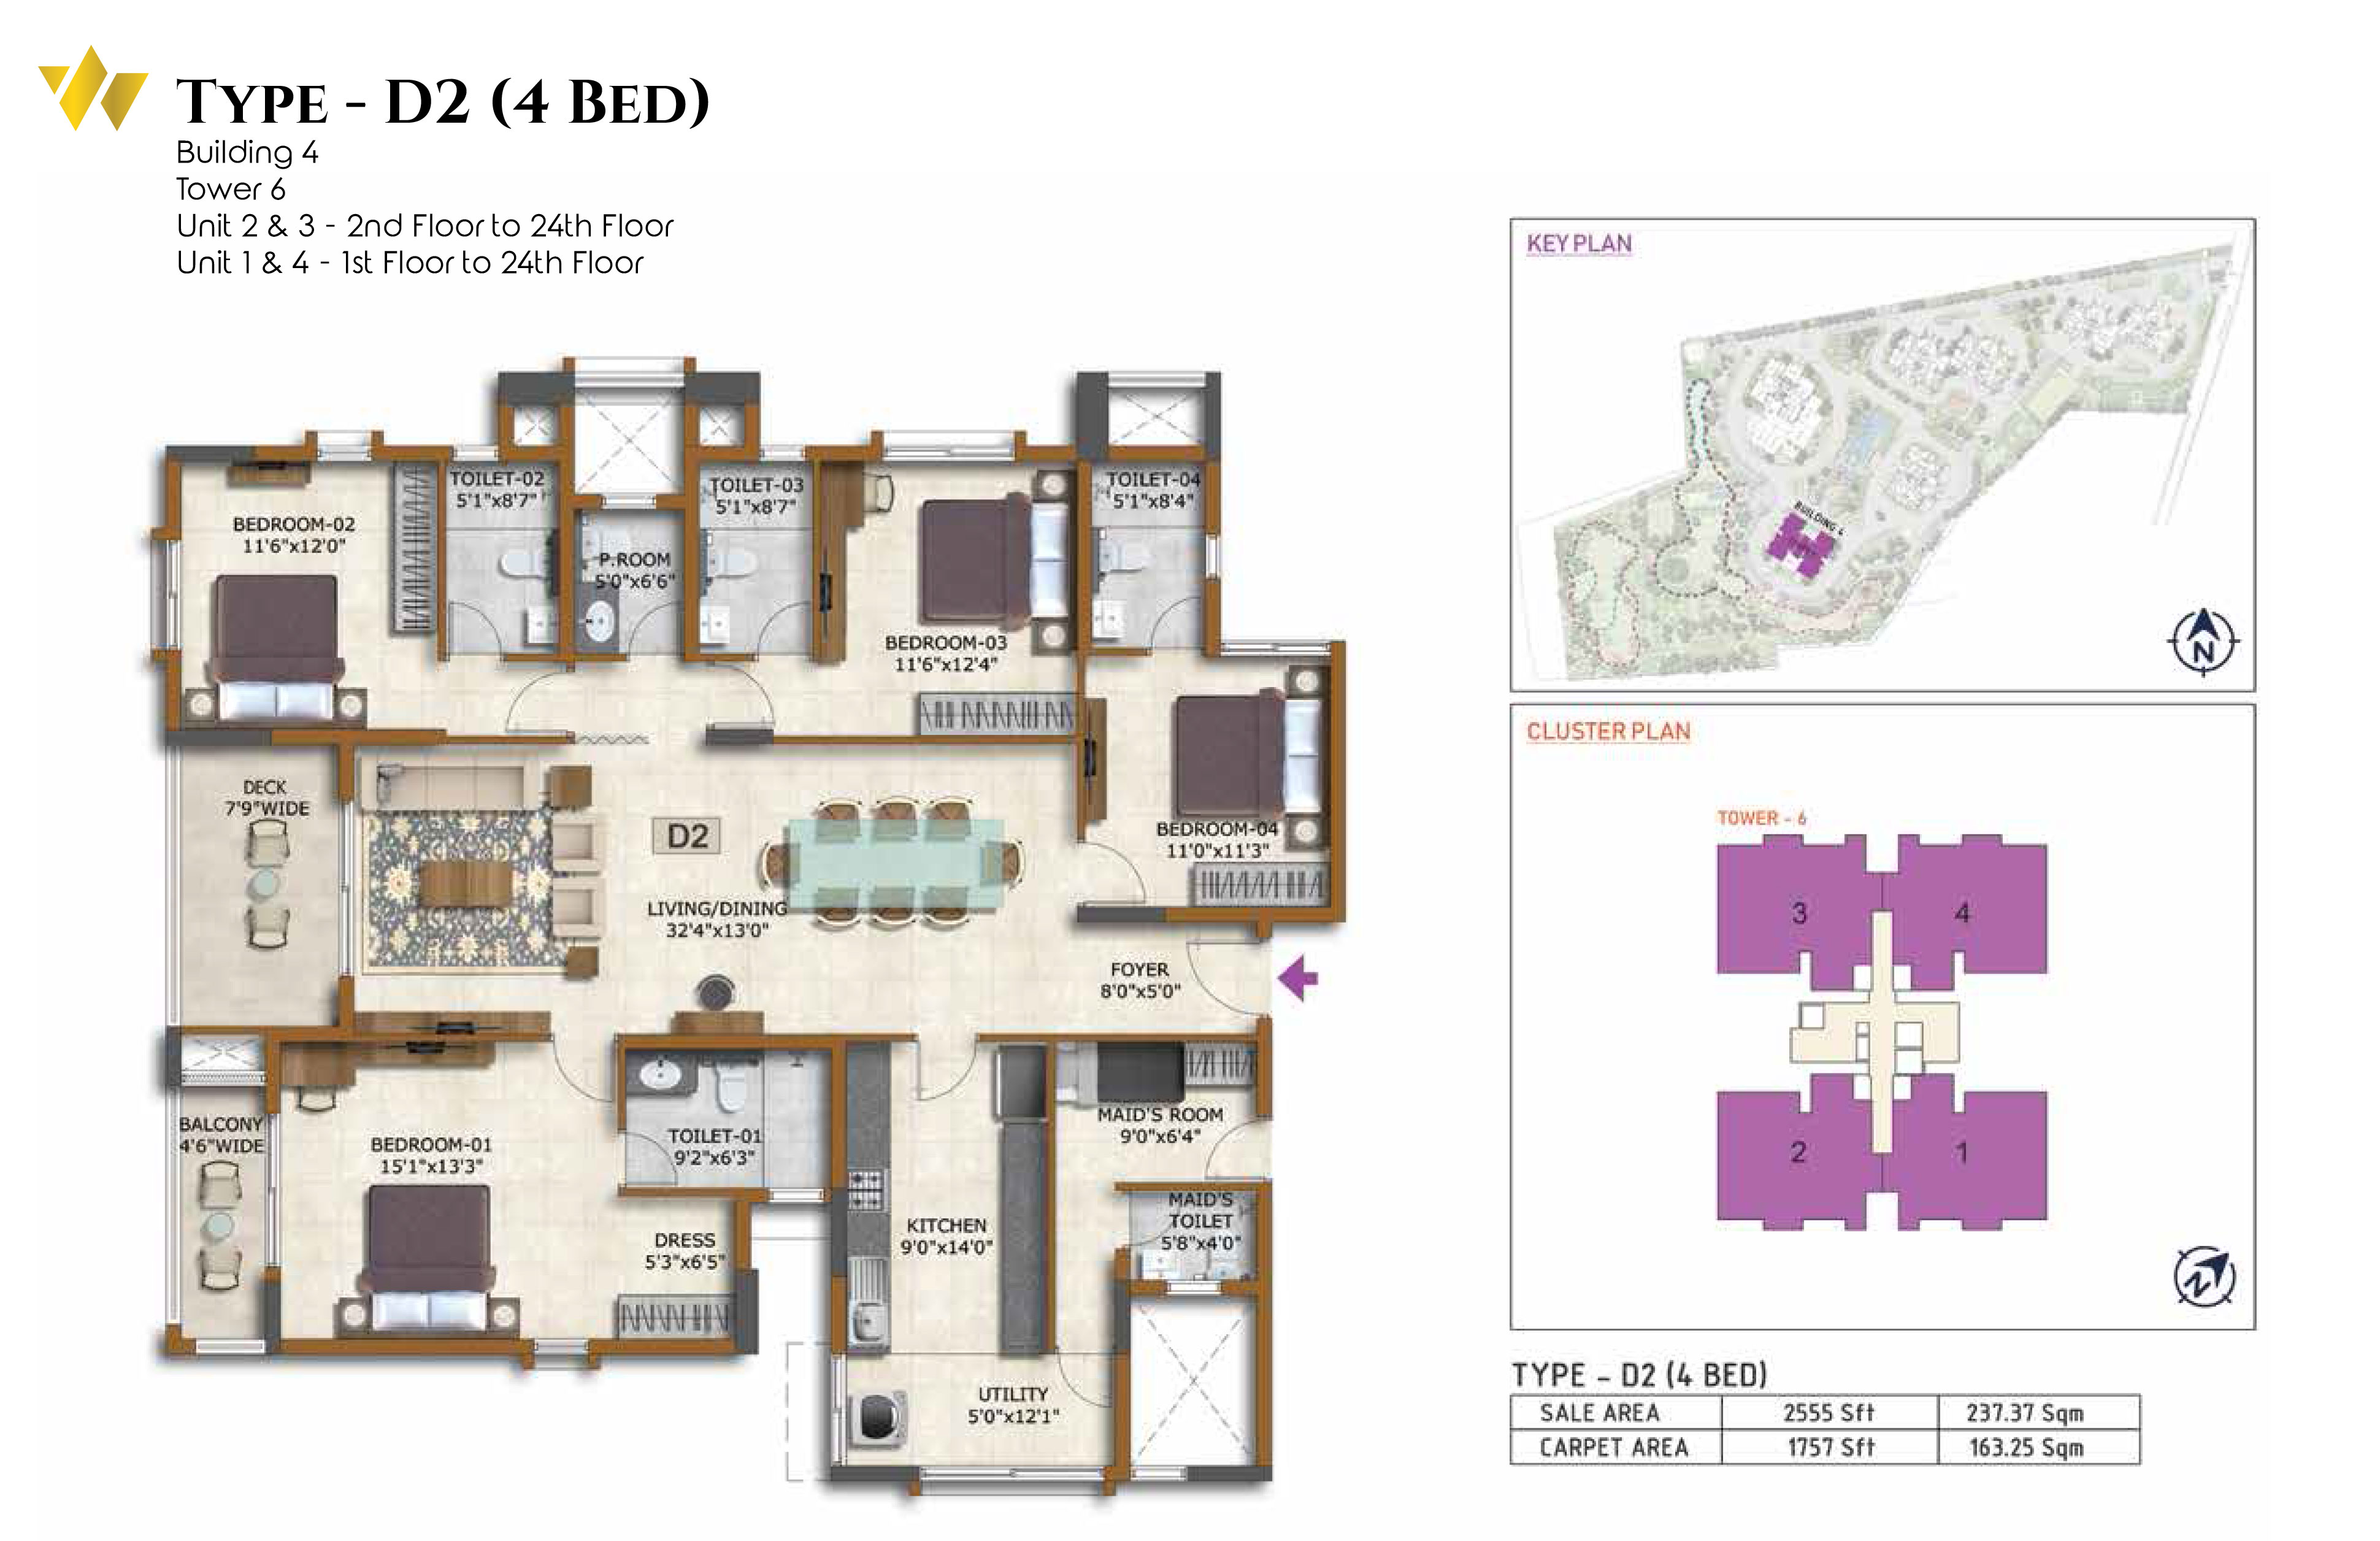 TYPE - D2 (4 BED)
Building 4
Tower 6
Unit 2 & 3 - 2nd Floor to 24th Floor
Unit 1 & 4 - 1st Floor to 24th Floor
TOILET-02
5'1"x8'7"
TOILET-03
5'1"x8'7"
TOILET-04
5'1"x8'4"
BEDROOM-02
11'6"x12'0"
P.ROOM
5'0"x6'6"
BEDROOM-03
11'6"x12'4"
DECK
7'9"WIDE
D2
BEDROOM-04
11'0"x11'3"
LIVING/DINING
32'4"x13'0"
FOYER
8'0"x5'0"
BALCONY
4'6"WIDE
BEDROOM-01
15'1"x13'3"
TOILET-01
9'2"x6'3"
MAID'S ROOM
9'0"x6'4"
MAID'S
TOILET
5'8"x4'0"
DRESS
5'3"x6'5"
KITCHEN
9'0"x14'0"
UTILITY
5'0"x12'1"
KEY PLAN
BUILDING 4
N
CLUSTER PLAN
TOWER - 6
3
4
2
1
N
TYPE - D2 (4 BED)
SALE AREA 2555 Sft 237.37 Sqm
CARPET AREA 1757 Sft 163.25 Sqm